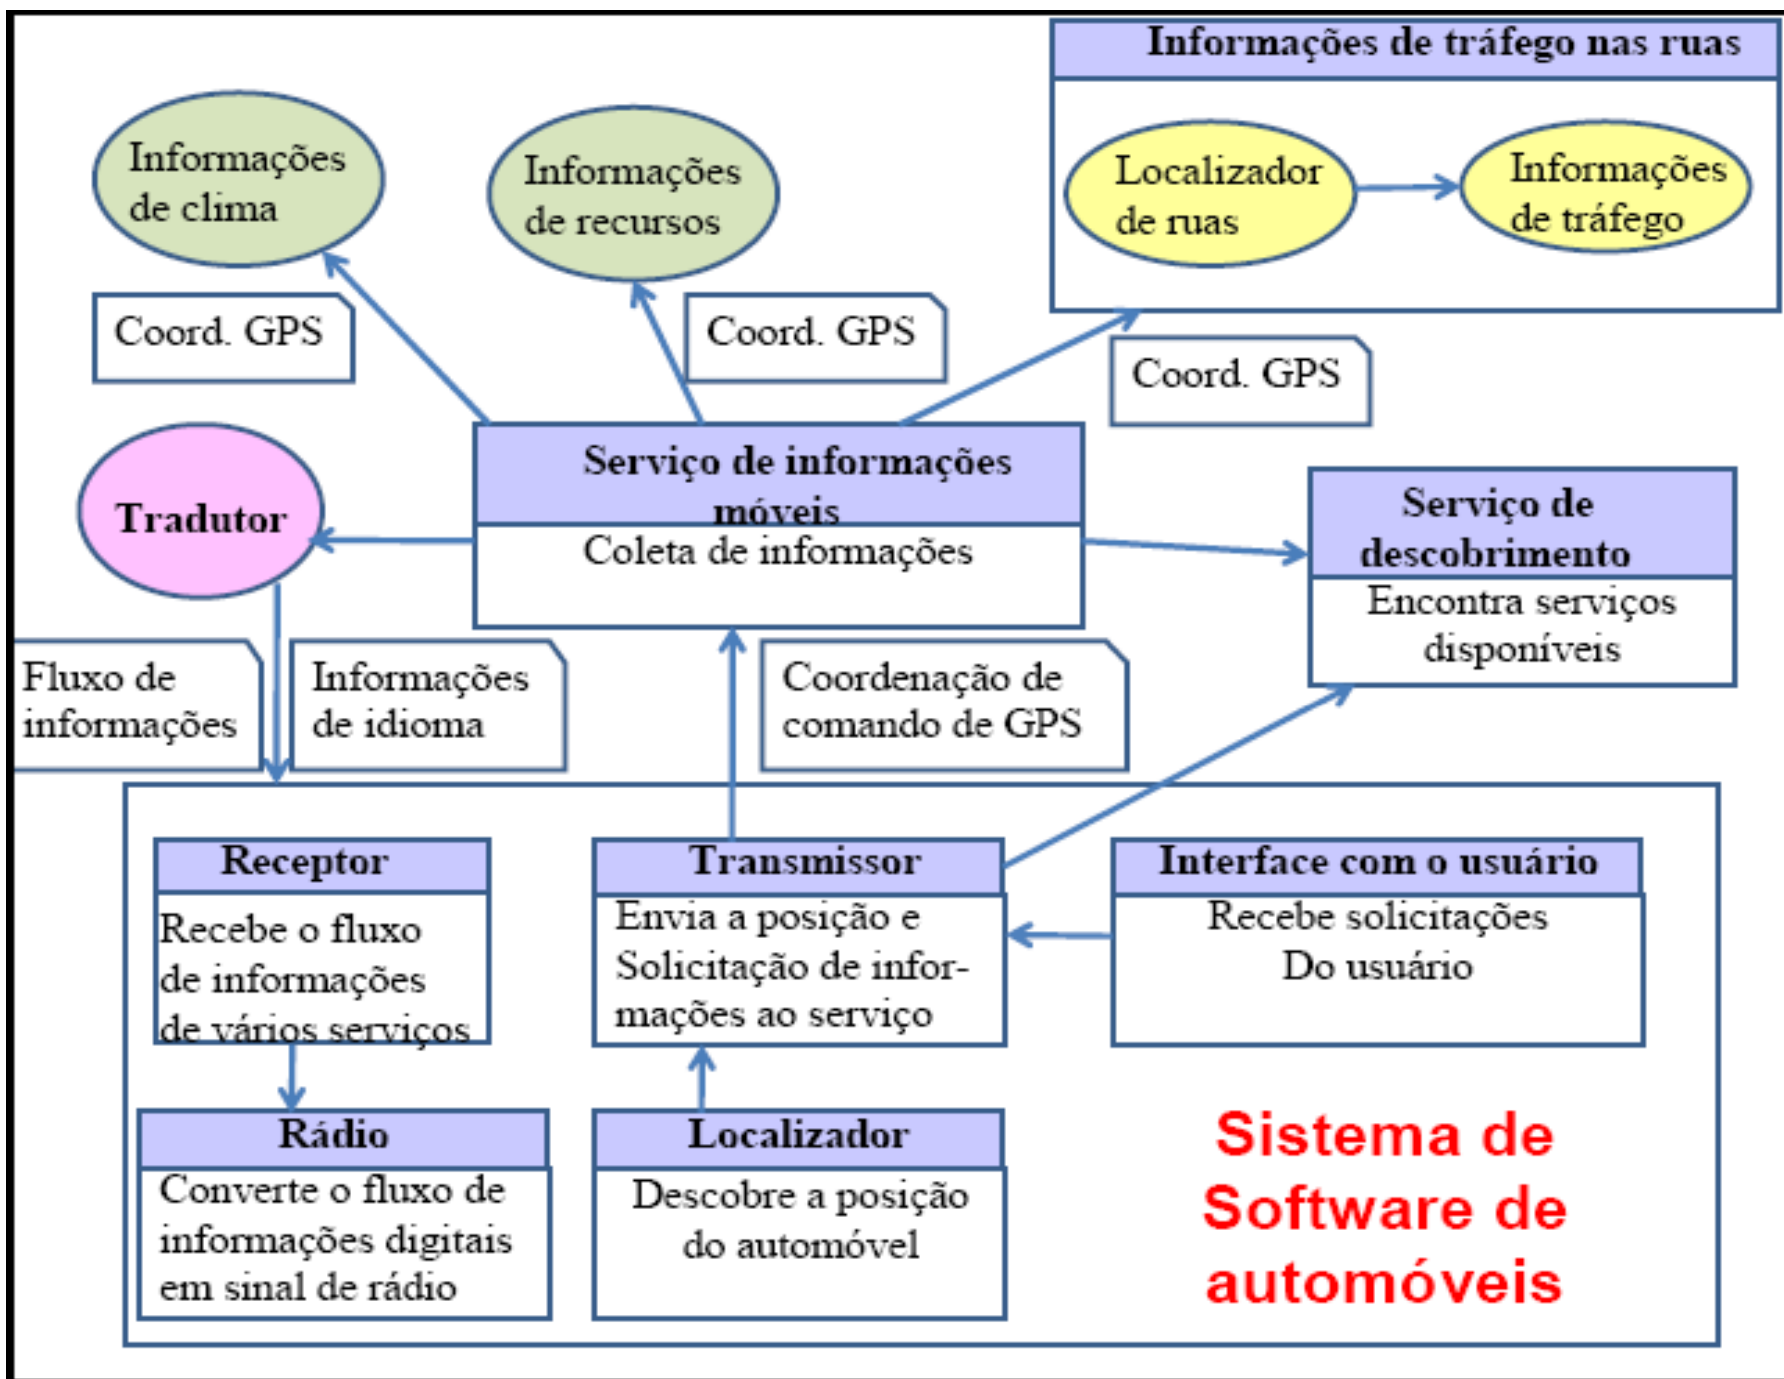 Informações de tráfego nas ruas
Informações
de clima
Informações
de recursos
Localizador
de ruas
Informações
de tráfego
Coord. GPS
Coord. GPS
Coord. GPS
Tradutor
Serviço de informações
móveis
Coleta de informações
Serviço de
descobrimento
Encontra serviços
disponíveis
Fluxo de
informações
Informações
de idioma
Coordenação de
comando de GPS
Receptor
Recebe o fluxo
de informações
de vários serviços
Transmissor
Envia a posição e
Solicitação de infor-
mações ao serviço
Interface com o usuário
Recebe solicitações
Do usuário
Rádio
Converte o fluxo de
informações digitais
em sinal de rádio
Localizador
Descobre a posição
do automóvel
Sistema de
Software de
automóveis